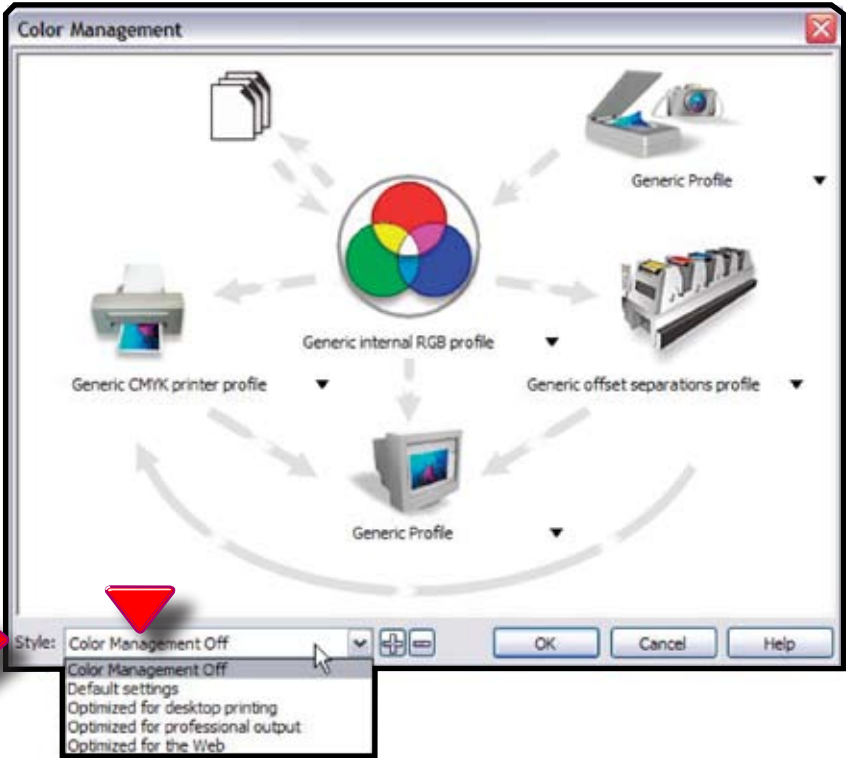 Color Management
Generic Profile
Generic internal RGB profile
Generic CMYK printer profile
Generic offset separations profile
Generic Profile
Style: Color Management Off
OK
Cancel
Help
Color Management Off
Default settings
Optimized for desktop printing
Optimized for professional output
Optimized for the Web